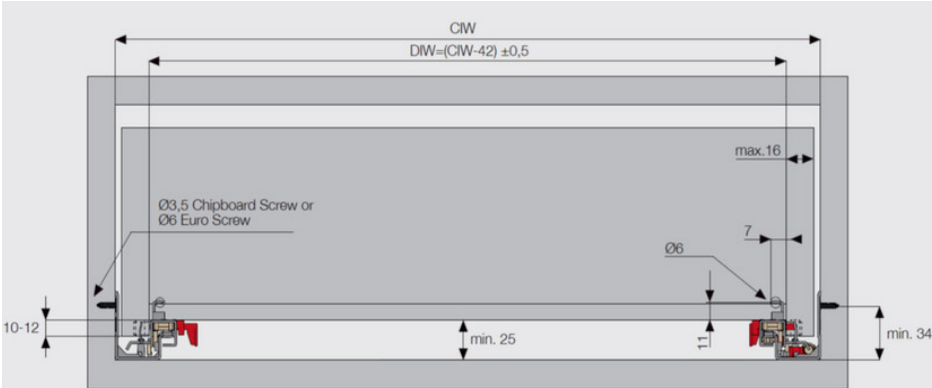 CIW
DIW=(CIW-42) ±0,5
max.16
Ø3,5 Chipboard Screw or
Ø6 Euro Screw
7
Ø6
10-12
min. 25
11
min. 34